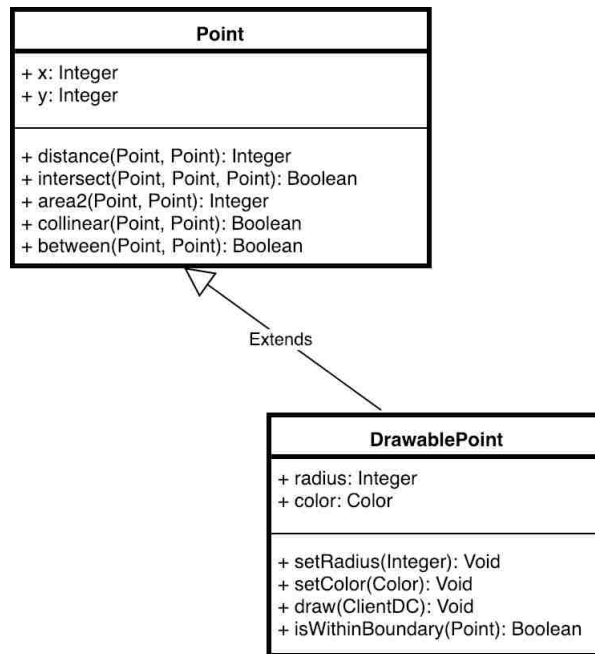 Point
+ x: Integer
+ y: Integer
+ distance(Point, Point): Integer
+ intersect(Point, Point, Point): Boolean
+ area2(Point, Point): Integer
+ collinear(Point, Point): Boolean
+ between(Point, Point): Boolean
Extends
DrawablePoint
+ radius: Integer
+ color: Color
+ setRadius(Integer): Void
+ setColor(Color): Void
+ draw(ClientDC): Void
+ isWithinBoundary(Point): Boolean